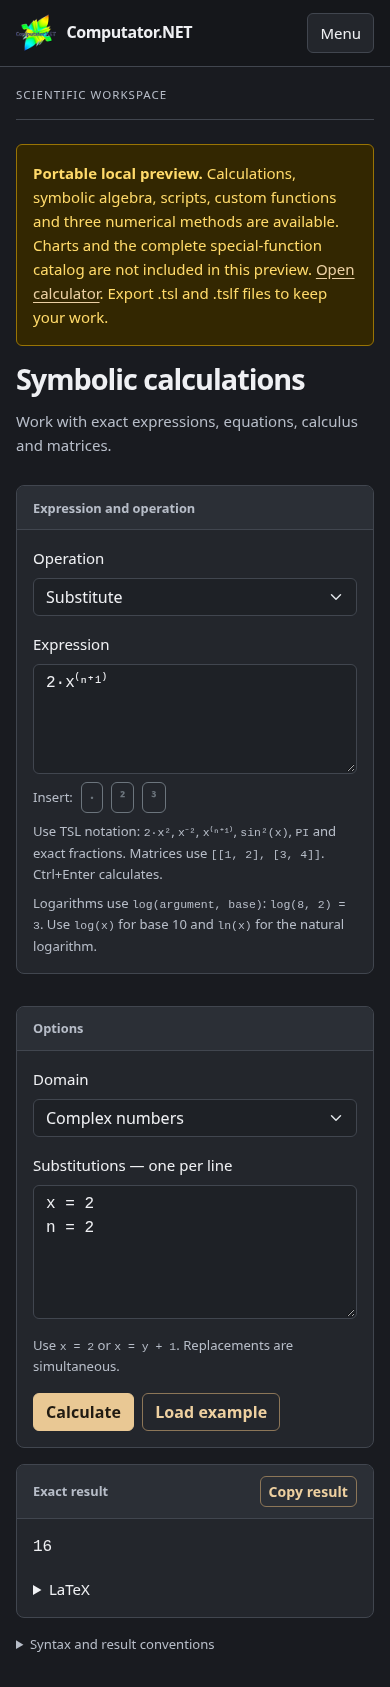 Computator.NET
Menu
SCIENTIFIC WORKSPACE
Portable local preview. Calculations,
symbolic algebra, scripts, custom functions
and three numerical methods are available.
Charts and the complete special-function
catalog are not included in this preview. Open
calculator. Export .tsl and .tslf files to keep
your work.
Symbolic calculations
Work with exact expressions, equations, calculus
and matrices.
Expression and operation
Operation
Substitute
Expression
2·x⁽ⁿ⁺¹⁾
Insert: · ² ³
Use TSL notation: 2·x², x⁻², x⁽ⁿ⁺¹⁾, sin²(x), PI and
exact fractions. Matrices use [[1, 2], [3, 4]].
Ctrl+Enter calculates.
Logarithms use log(argument, base): log(8, 2) =
3. Use log(x) for base 10 and ln(x) for the natural
logarithm.
Options
Domain
Complex numbers
Substitutions — one per line
x = 2
n = 2
Use x = 2 or x = y + 1. Replacements are
simultaneous.
Calculate Load example
Exact result Copy result
16
LaTeX
Syntax and result conventions